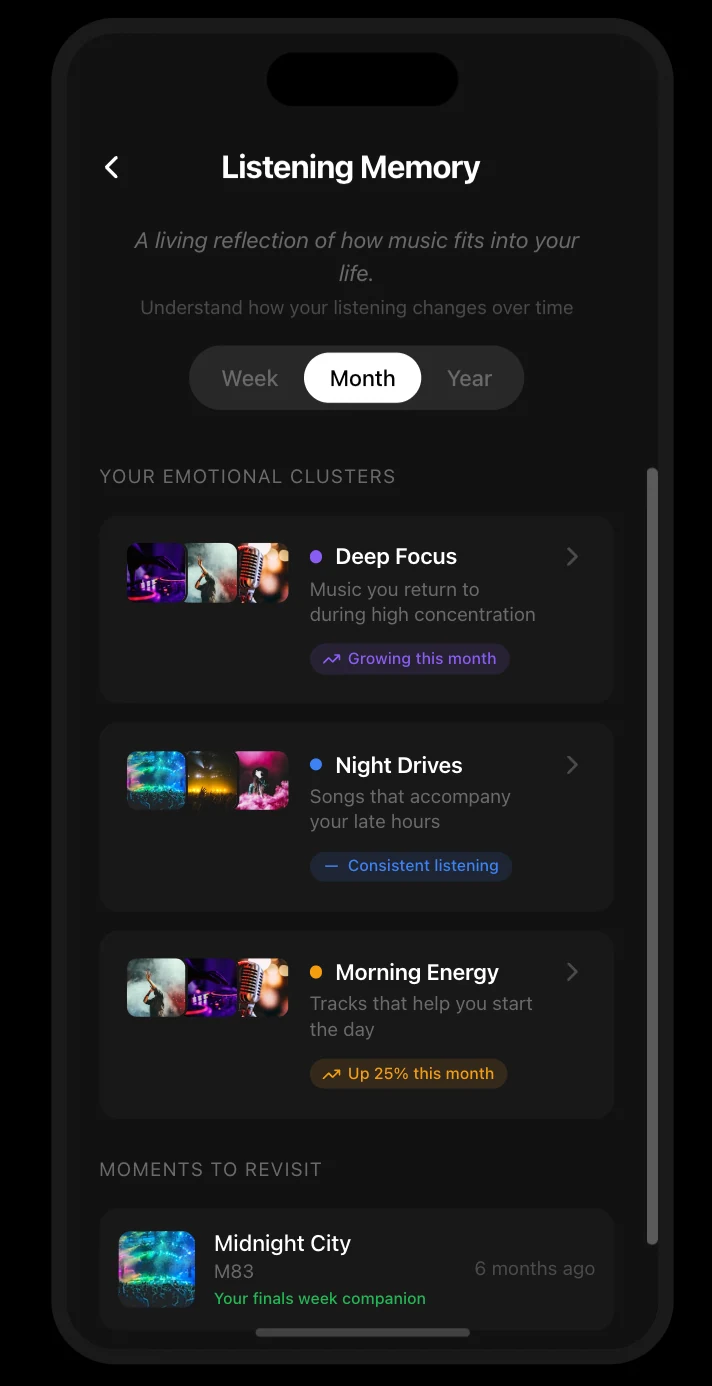 Listening Memory
A living reflection of how music fits into your
life.
Understand how your listening changes over time
Week
Month
Year
YOUR EMOTIONAL CLUSTERS
Deep Focus
Music you return to
during high concentration
Growing this month
Night Drives
Songs that accompany
your late hours
Consistent listening
Morning Energy
Tracks that help you start
the day
Up 25% this month
MOMENTS TO REVISIT
Midnight City
M83
6 months ago
Your finals week companion